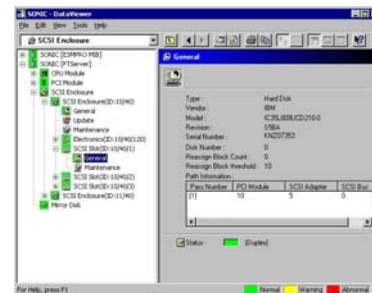 SONIC - DataViewer
File Edit View Tools Help
SCSI Enclosure
General
SONIC [ESMPRO MIB]
SONIC [FTServer]
CPU Module
PCI Module
SCSI Enclosure
SCSI Enclosure(ID:10/40)
General
Update
Maintenance
Electronics(ID:10/40/120)
SCSI Slot(ID:10/40/1)
General
Maintenance
SCSI Slot(ID:10/40/2)
SCSI Slot(ID:10/40/3)
SCSI Enclosure(ID:11/40)
Mirror Disk
Type : Hard Disk
Vendor : IBM
Model :
Revision : S5BA
Serial Number : KNZ07353
Disk Number : 0
Reassign Block Count : 0
Reassign Block threshold : 10
Path Information :
Pass Number PCI Module SCSI Adapter SCSI Bus
[1] 10 5 0
Status : (Duplex)
For Help, press F1
Normal Warning Abnormal